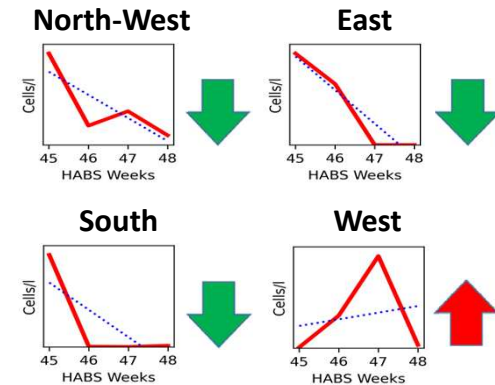 North-West
Cells/l
45 46 47 48
HABS Weeks
East
Cells/l
45 46 47 48
HABS Weeks
South
Cells/l
45 46 47 48
HABS Weeks
West
Cells/l
45 46 47 48
HABS Weeks